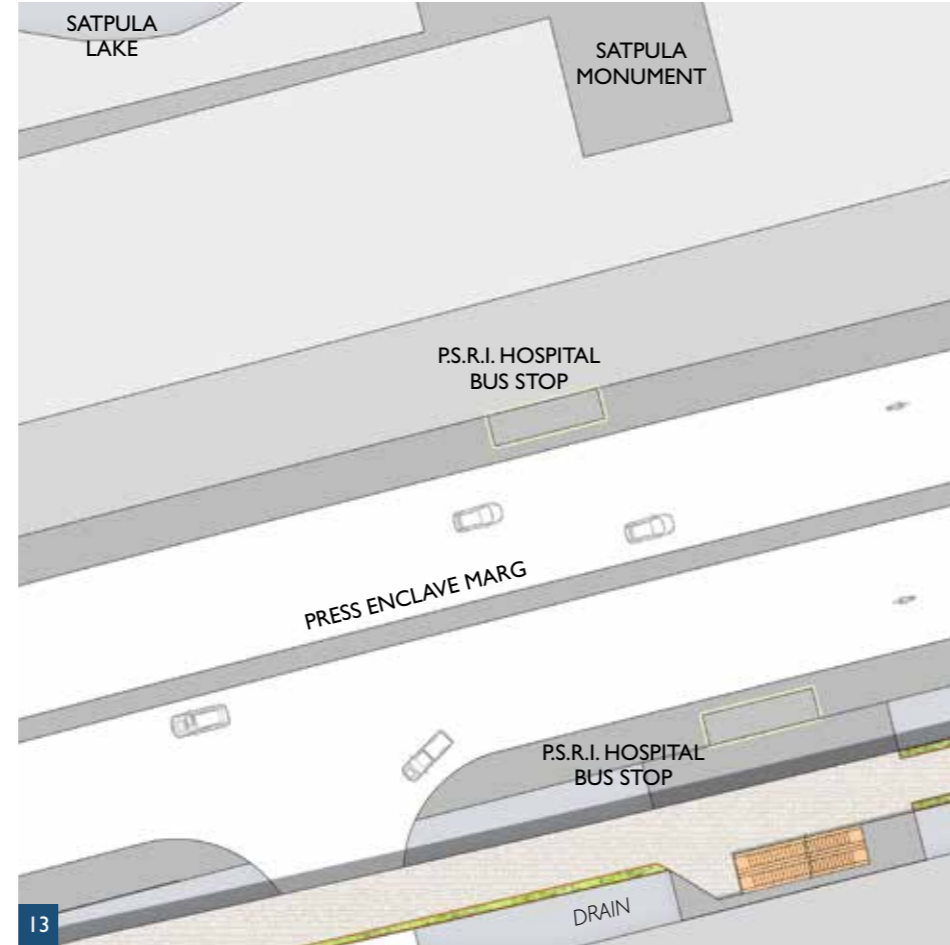 SATPULA
LAKE
SATPULA
MONUMENT
P.S.R.I. HOSPITAL
BUS STOP
PRESS ENCLAVE MARG
P.S.R.I. HOSPITAL
BUS STOP
DRAIN
13